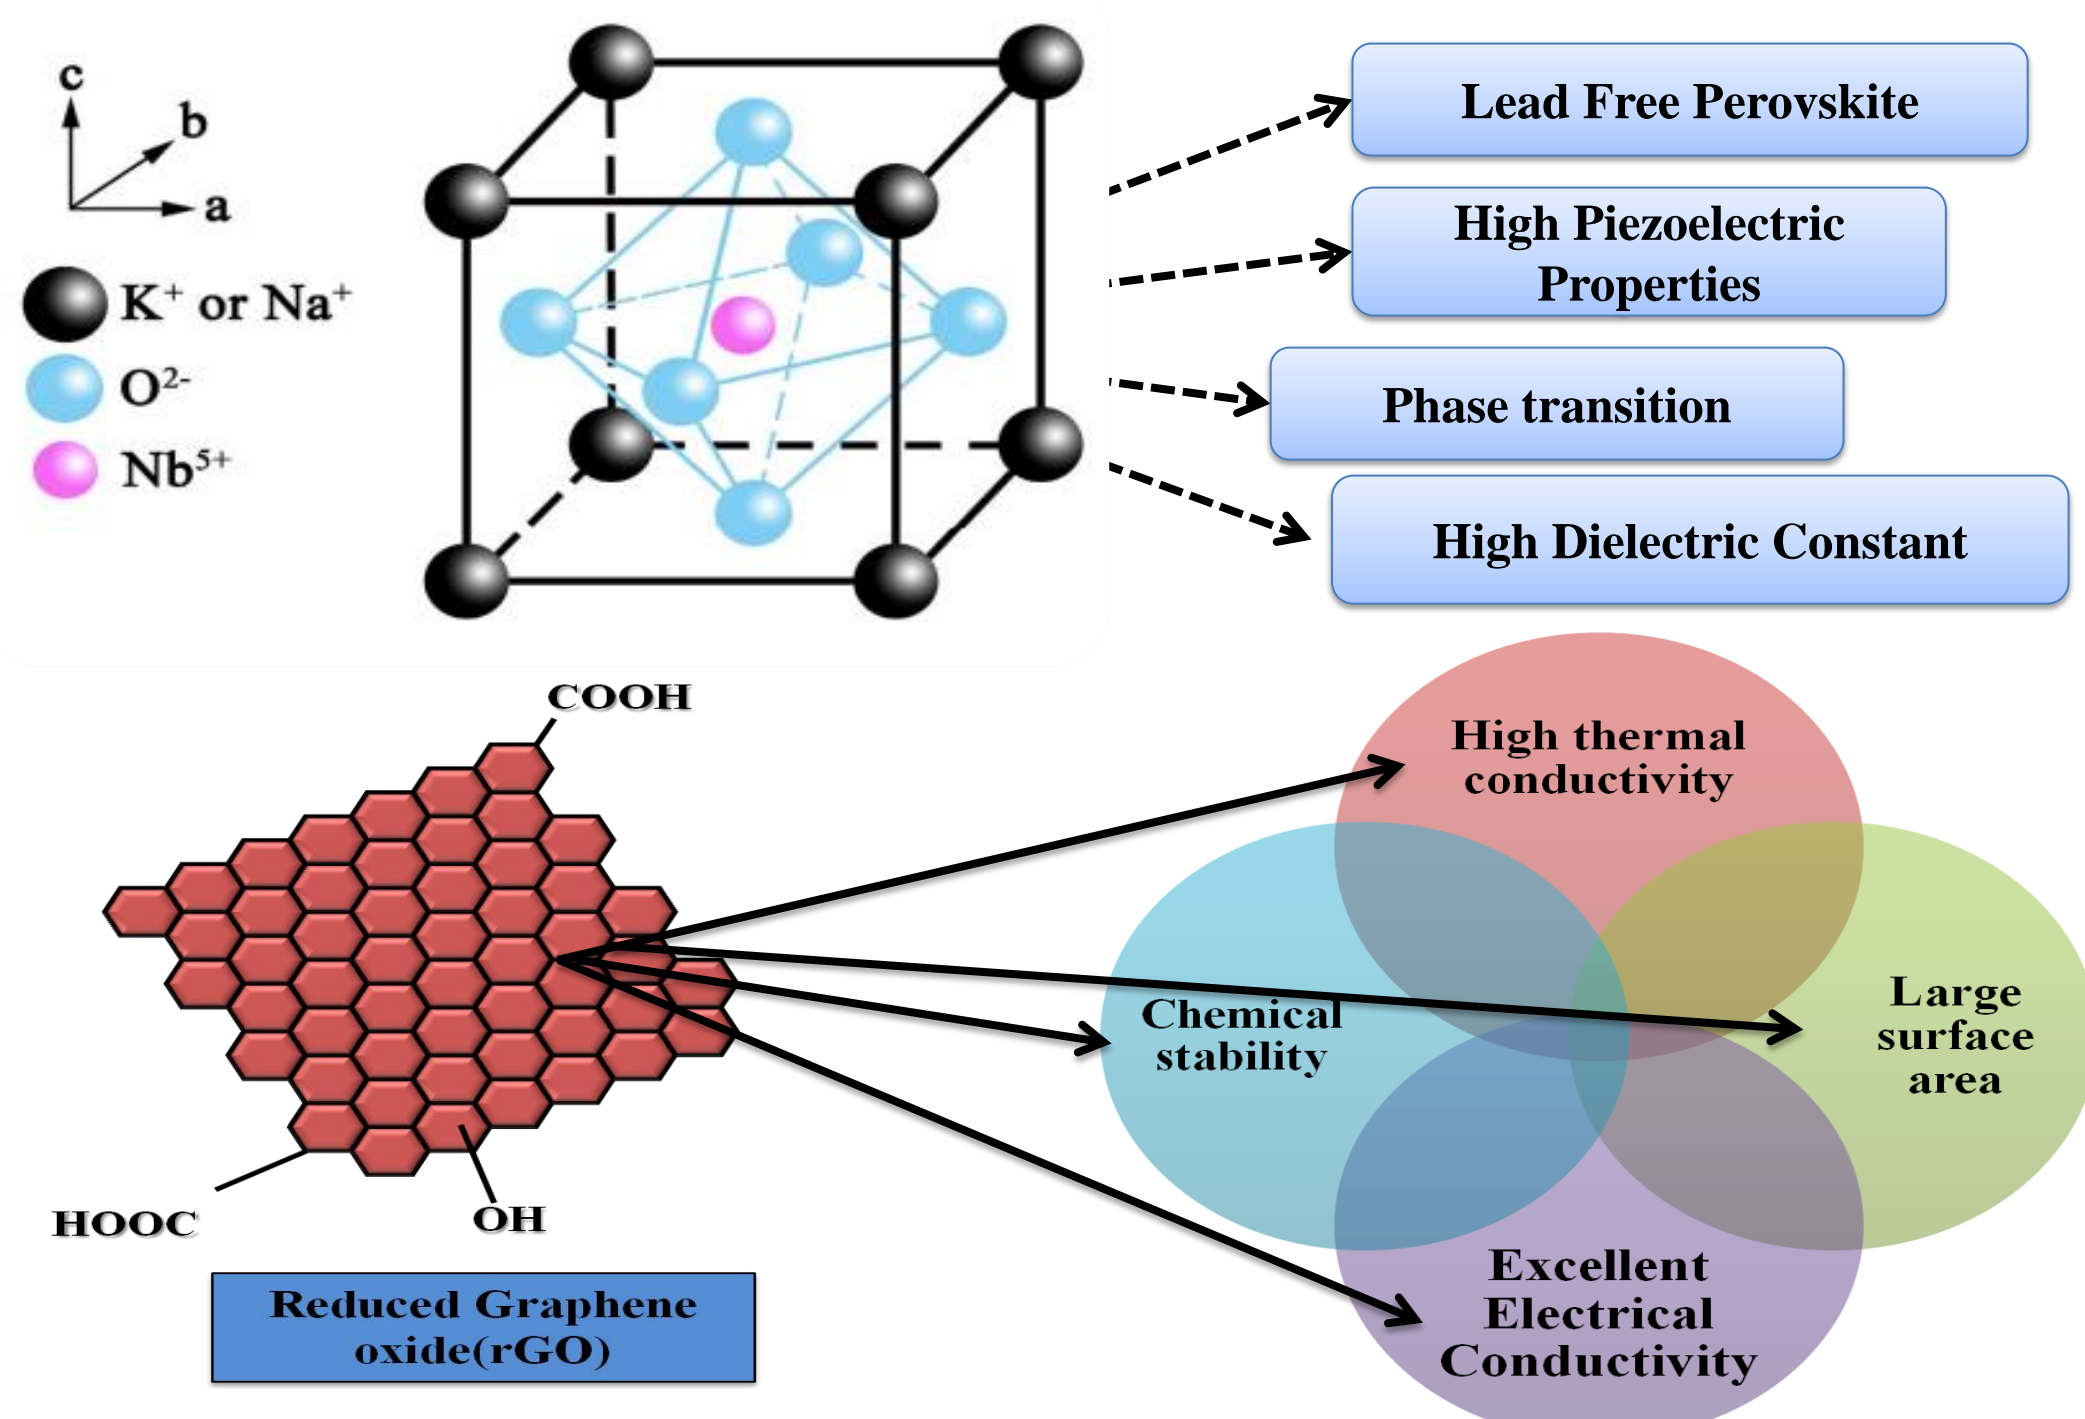 c
b
a
K⁺ or Na⁺
O²⁻
Nb⁵⁺
Lead Free Perovskite
High Piezoelectric
Properties
Phase transition
High Dielectric Constant
COOH
HOOC
OH
Reduced Graphene
oxide(rGO)
High thermal
conductivity
Chemical
stability
Large
surface
area
Excellent
Electrical
Conductivity